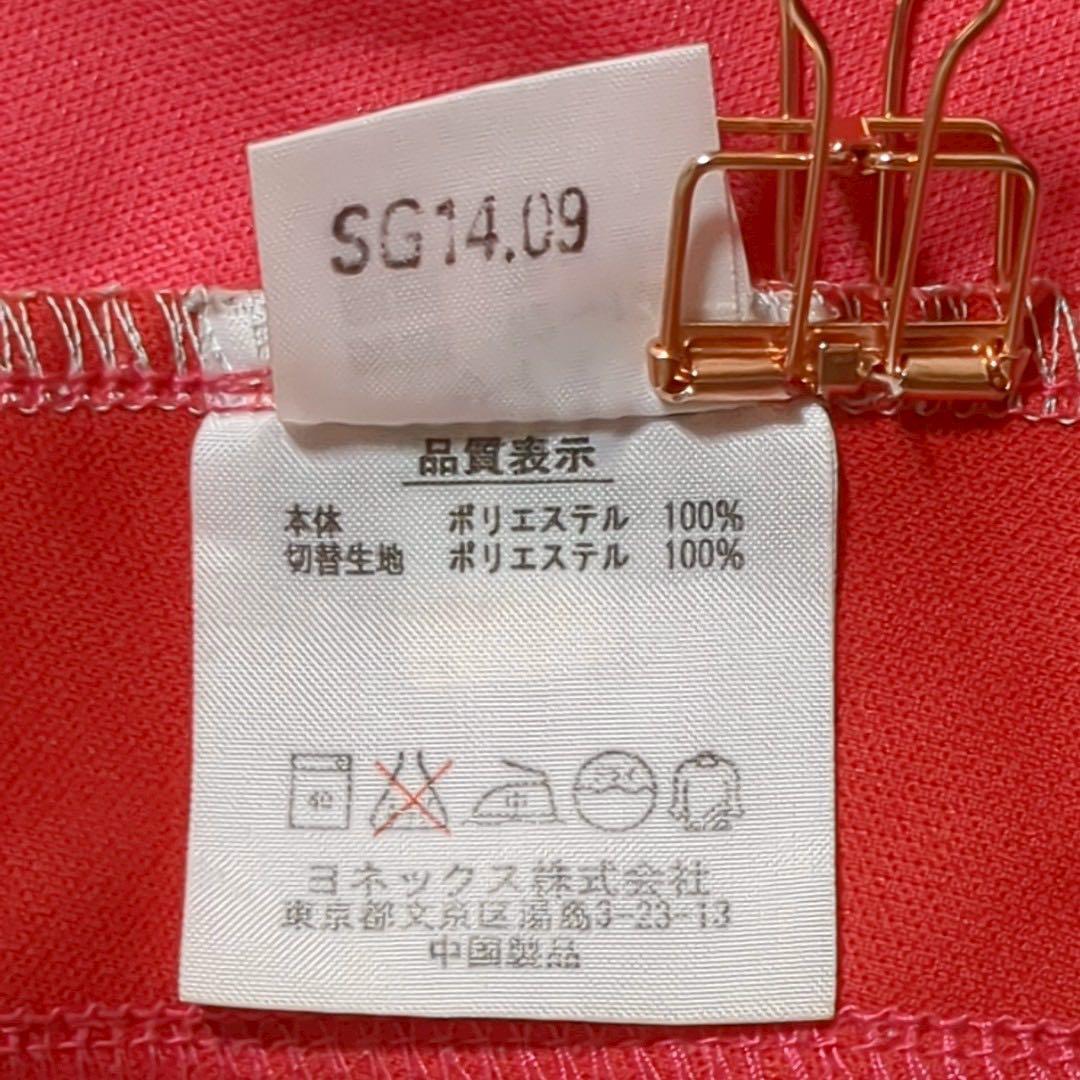 SG14.09
品質表示
本体 ポリエステル 100%
切替生地 ポリエステル 100%
40 中
ヨネックス株式会社
東京都文京区湯島3-23-13
中国製品